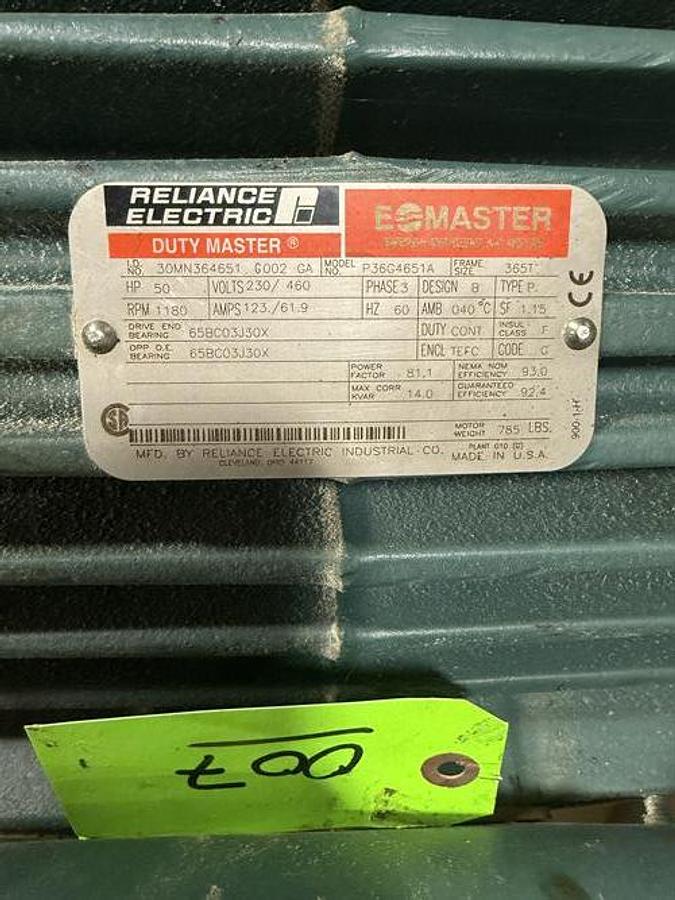 RELIANCE
ELECTRIC
DUTY MASTER ®
E MASTER
I.D. NO. 30MN364651 G002 GA MODEL NO. P36G4651A FRAME SIZE 365T
HP 50 VOLTS 230/ 460 PHASE 3 DESIGN B TYPE P
RPM 1180 AMPS 123./61.9 HZ 60 AMB 040 °C SF 1.15
DRIVE END BEARING 65BC03J30X DUTY CONT INSUL. CLASS F
OPP D.E. BEARING 65BC03J30X ENCL TEFC CODE G
POWER FACTOR 81.1 NEMA NOM EFFICIENCY 93.0
MAX CORR KVAR 14.0 GUARANTEED EFFICIENCY 92.4
MOTOR WEIGHT 785 LBS.
MFD. BY RELIANCE ELECTRIC INDUSTRIAL CO. PLANT 010
CLEVELAND, OHIO 44117 MADE IN U.S.A.
CE
SA
007